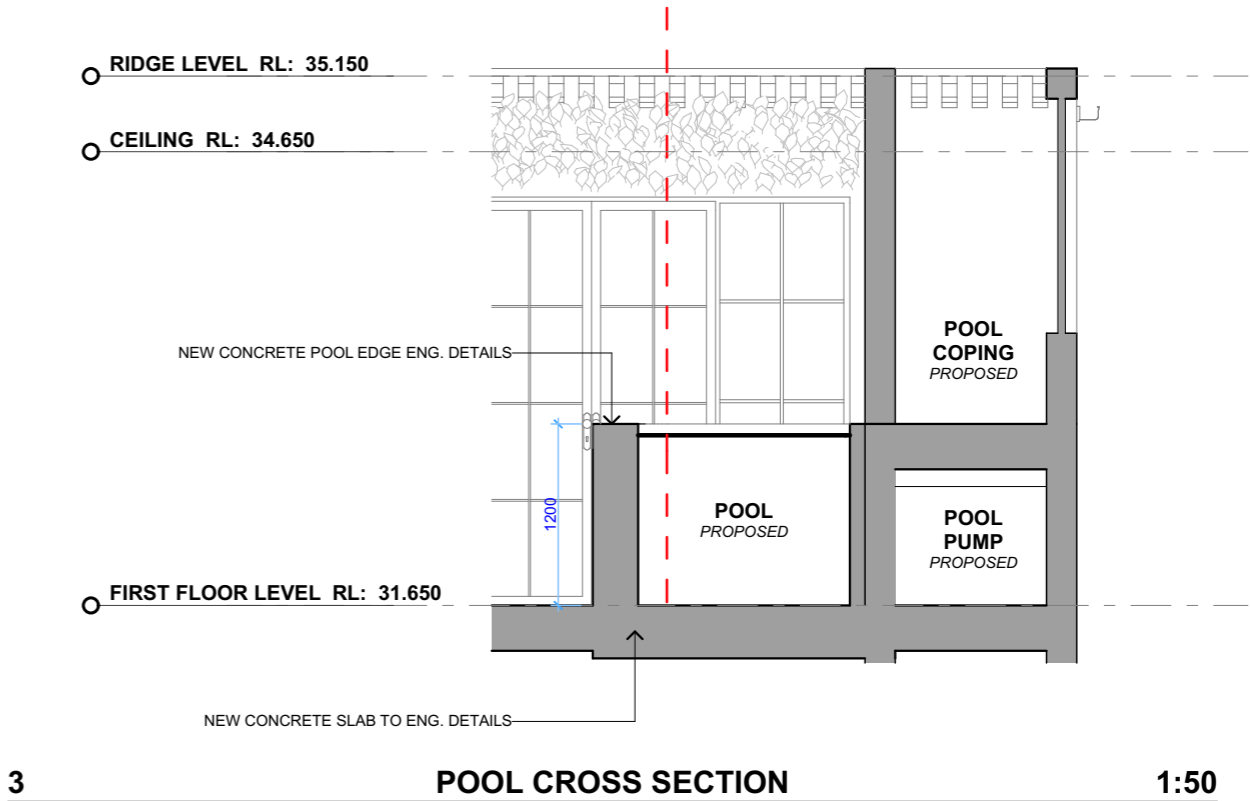 RIDGE LEVEL RL: 35.150
CEILING RL: 34.650
POOL
COPING
PROPOSED
NEW CONCRETE POOL EDGE ENG. DETAILS
1200
POOL
PROPOSED
POOL
PUMP
PROPOSED
FIRST FLOOR LEVEL RL: 31.650
NEW CONCRETE SLAB TO ENG. DETAILS
3 POOL CROSS SECTION 1:50